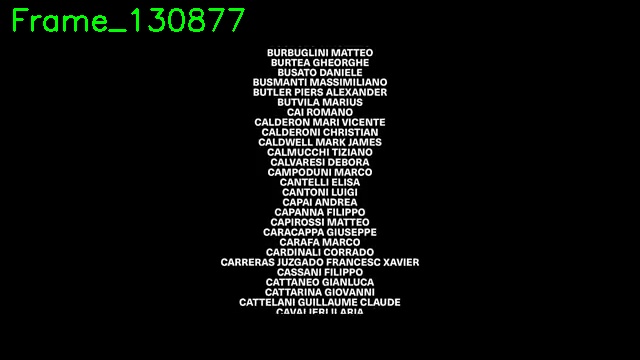 Frame_130877
BURBUGLINI MATTEO
BURTEA GHEORGHE
BUSATO DANIELE
BUSMANTI MASSIMILIANO
BUTLER PIERS ALEXANDER
BUTVILA MARIUS
CAI ROMANO
CALDERON MARI VICENTE
CALDERONI CHRISTIAN
CALDWELL MARK JAMES
CALMUCCHI TIZIANO
CALVARESI DEBORA
CAMPODUNI MARCO
CANTELLI ELISA
CANTONI LUIGI
CAPAI ANDREA
CAPANNA FILIPPO
CAPIROSSI MATTEO
CARACAPPA GIUSEPPE
CARAFA MARCO
CARDINALI CORRADO
CARRERAS JUZGADO FRANCESC XAVIER
CASSANI FILIPPO
CATTANEO GIANLUCA
CATTARINA GIOVANNI
CATTELANI GUILLAUME CLAUDE
CAVALIERI ILARIA